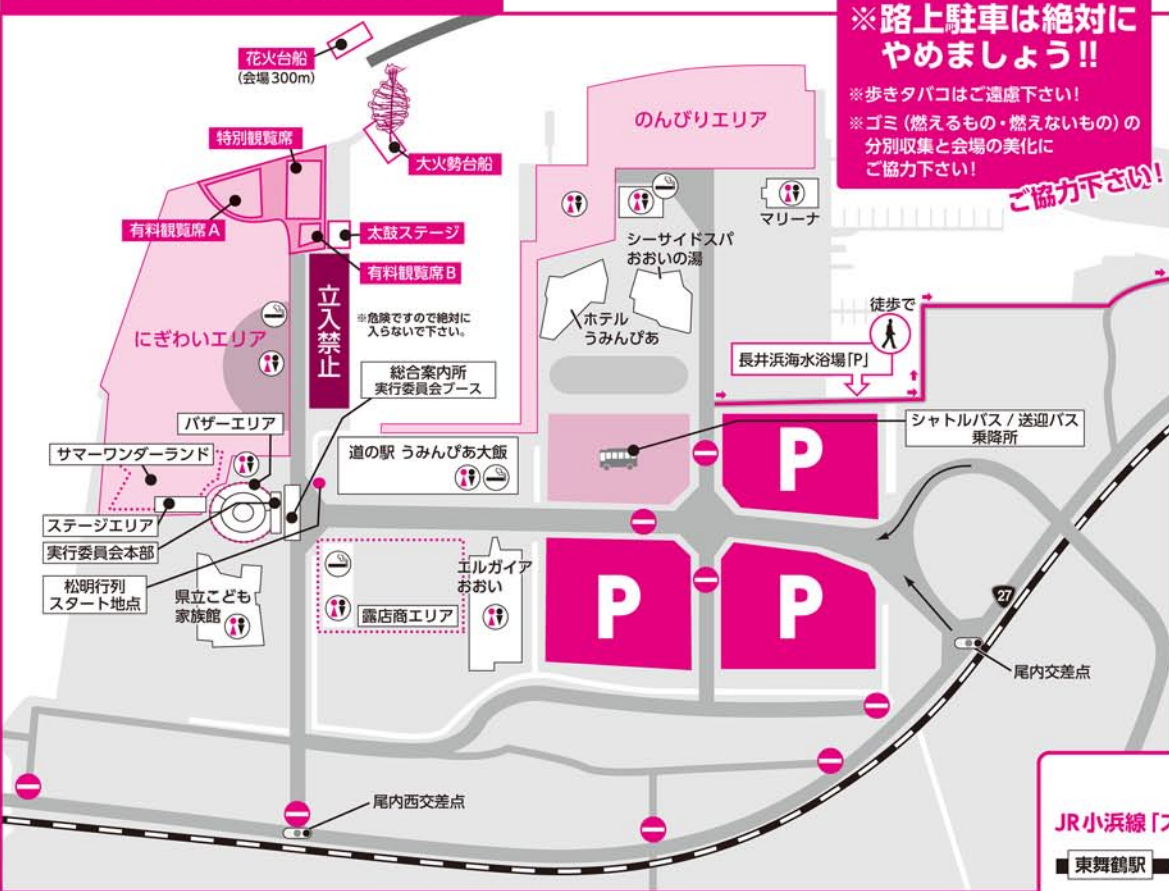 ※路上駐車は絶対に
やめましょう!!
※歩きタバコはご遠慮下さい!
※ゴミ(燃えるもの・燃えないもの)の
分別収集と会場の美化に
ご協力下さい!
ご協力下さい!
花火台船
(会場300m)
特別観覧席
大火勢台船
のんびりエリア
有料観覧席A
太鼓ステージ
有料観覧席B
マリーナ
シーサイドスパ
おおいの湯
ホテル
うみんぴあ
立入禁止
※危険ですので絶対に
入らないで下さい。
にぎわいエリア
徒歩で
長井浜海水浴場「P」
総合案内所
実行委員会ブース
バザーエリア
シャトルバス / 送迎バス
乗降所
サマーワンダーランド
道の駅 うみんぴあ大飯
P
ステージエリア
実行委員会本部
松明行列
スタート地点
県立こども
家族館
露店商エリア
エルガイア
おおい
P
P
27
尾内交差点
尾内西交差点
JR小浜線「ス
東舞鶴駅